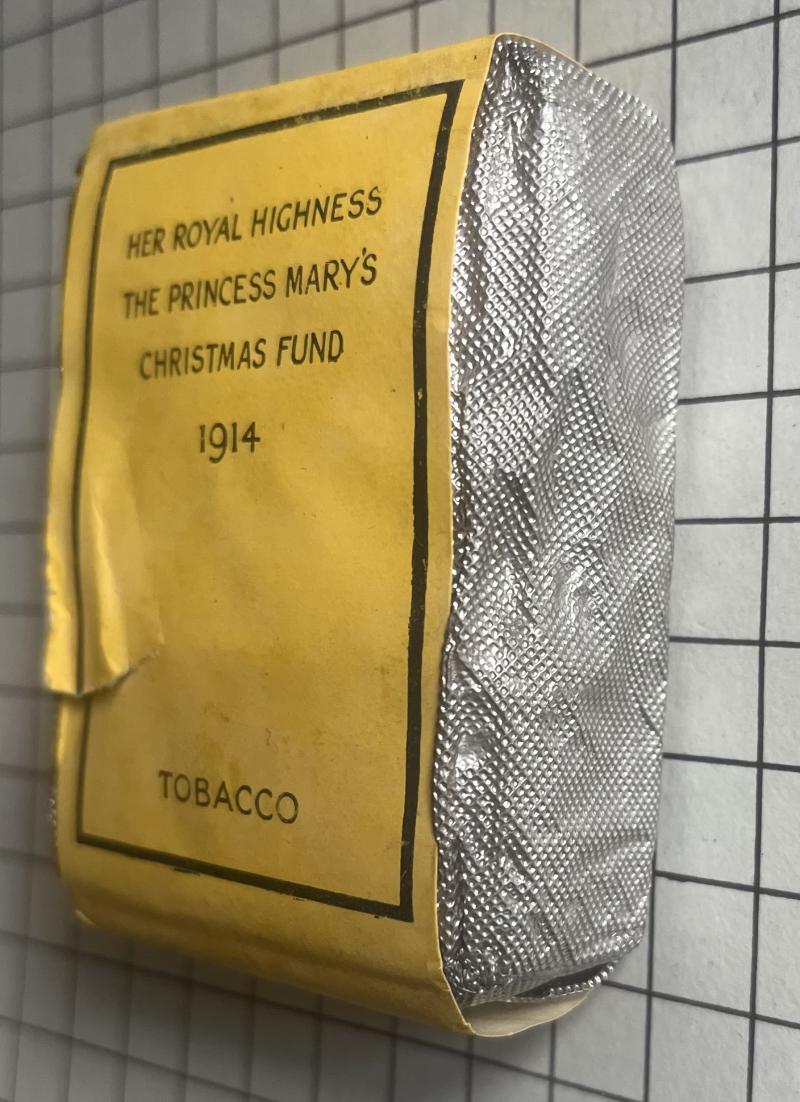 HER ROYAL HIGHNESS
THE PRINCESS MARY'S
CHRISTMAS FUND
1914
TOBACCO